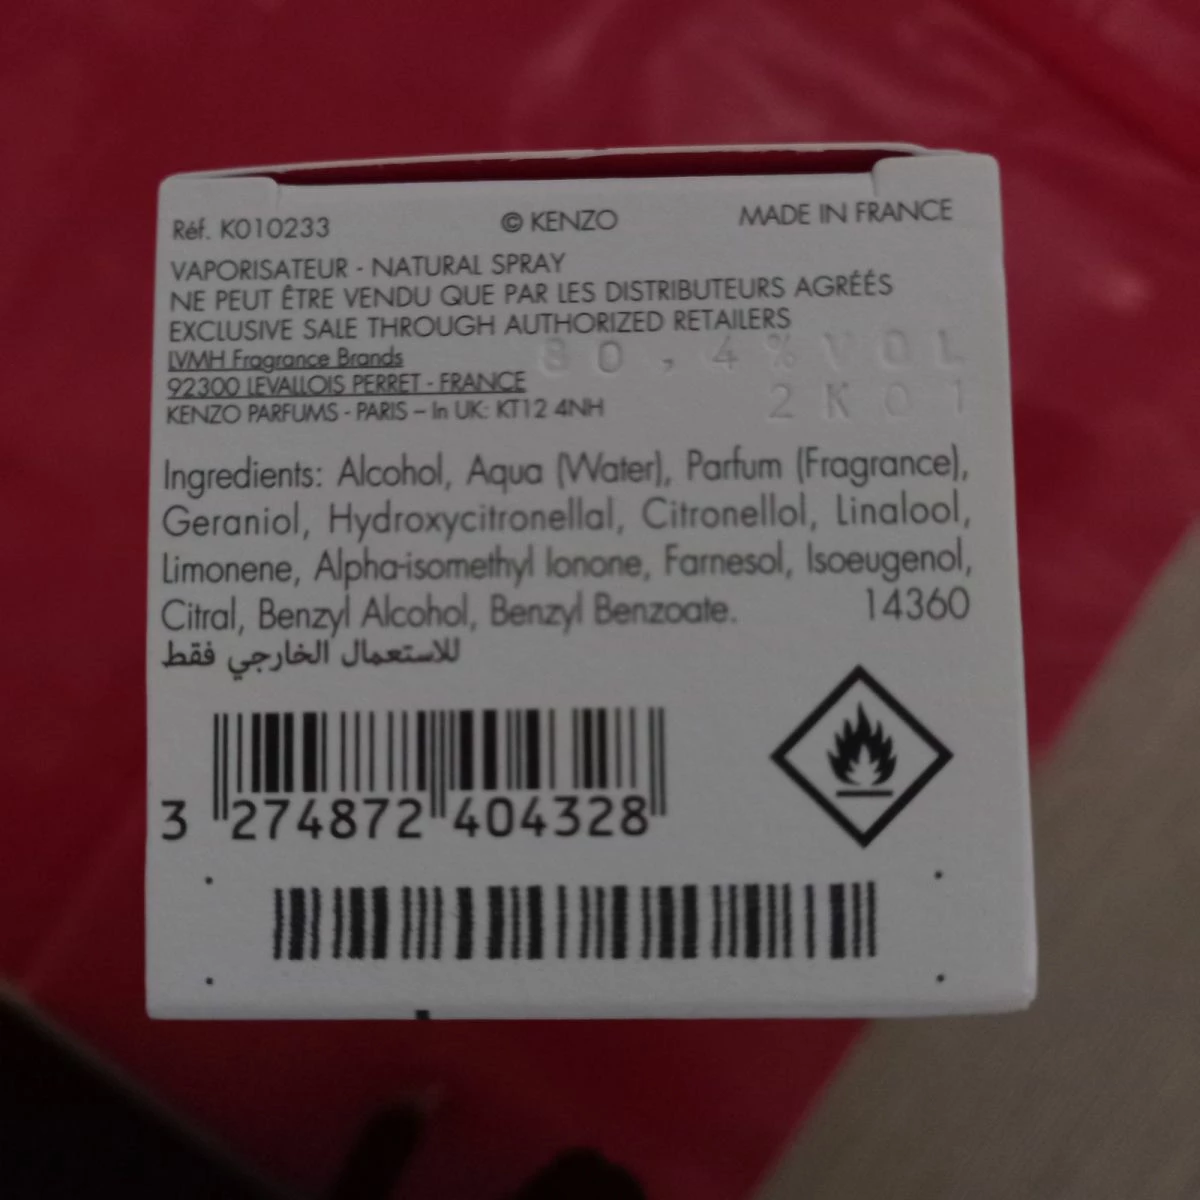 Réf. K010233 © KENZO MADE IN FRANCE
VAPORISATEUR - NATURAL SPRAY
NE PEUT ÊTRE VENDU QUE PAR LES DISTRIBUTEURS AGRÉÉS
EXCLUSIVE SALE THROUGH AUTHORIZED RETAILERS
LVMH Fragrance Brands 80,4% VOL
92300 LEVALLOIS PERRET - FRANCE
KENZO PARFUMS - PARIS – In UK: KT12 4NH 2K01
Ingredients: Alcohol, Aqua (Water), Parfum (Fragrance),
Geraniol, Hydroxycitronellal, Citronellol, Linalool,
Limonene, Alpha-isomethyl Ionone, Farnesol, Isoeugenol,
Citral, Benzyl Alcohol, Benzyl Benzoate. 14360
للاستعمال الخارجي فقط
3 274872 404328